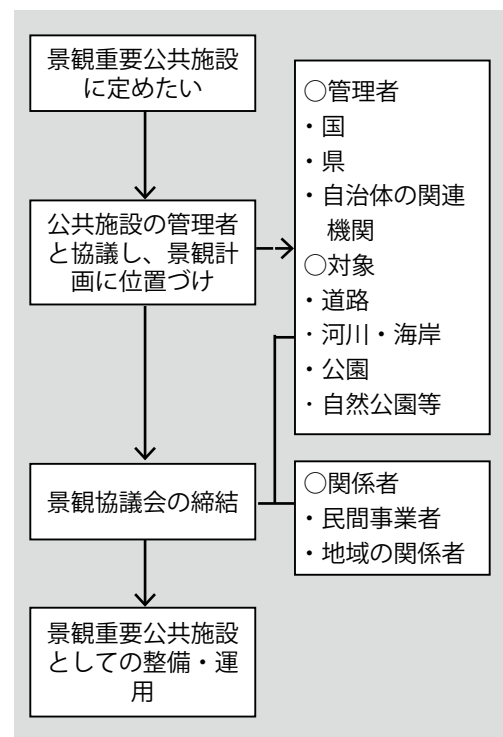 景観重要公共施設
に定めたい
公共施設の管理者
と協議し、景観計
画に位置づけ
○管理者
・国
・県
・自治体の関連
機関
○対象
・道路
・河川・海岸
・公園
・自然公園等
景観協議会の締結
○関係者
・民間事業者
・地域の関係者
景観重要公共施設
としての整備・運
用